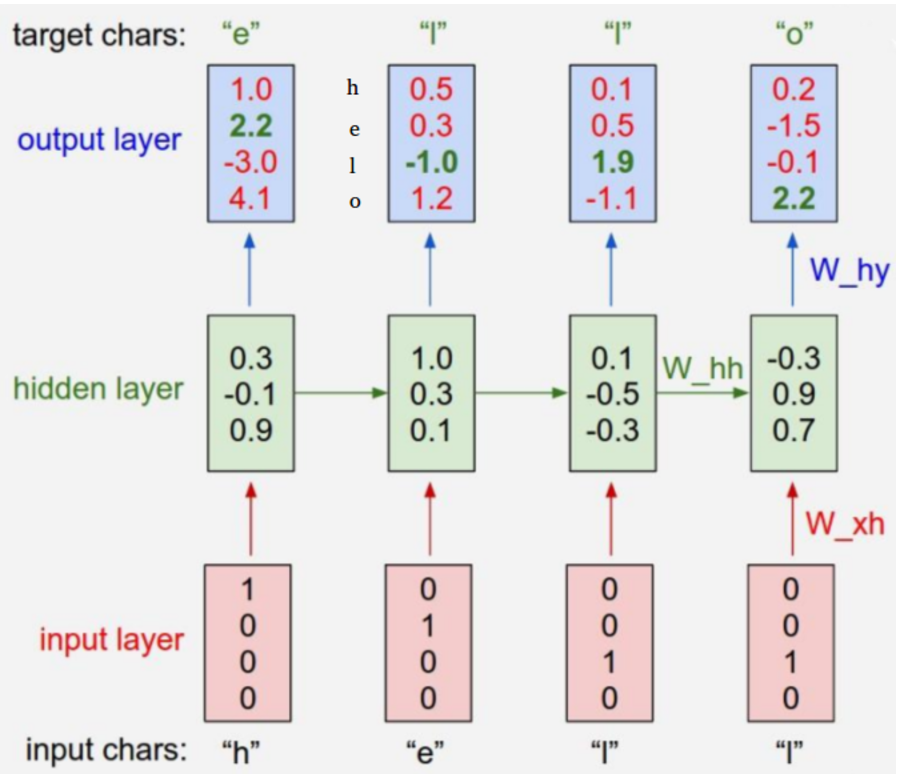 target chars: “e” “l” “l” “o”
1.0 h 0.5 0.1 0.2
2.2 e 0.3 0.5 -1.5
output layer
-3.0 l -1.0 1.9 -0.1
4.1 o 1.2 -1.1 2.2
W_hy
0.3 1.0 0.1 W_hh -0.3
hidden layer -0.1 0.3 -0.5 0.9
0.9 0.1 -0.3 0.7
W_xh
1 0 0 0
0 1 0 0
input layer
0 0 1 1
0 0 0 0
input chars: “h” “e” “l” “l”